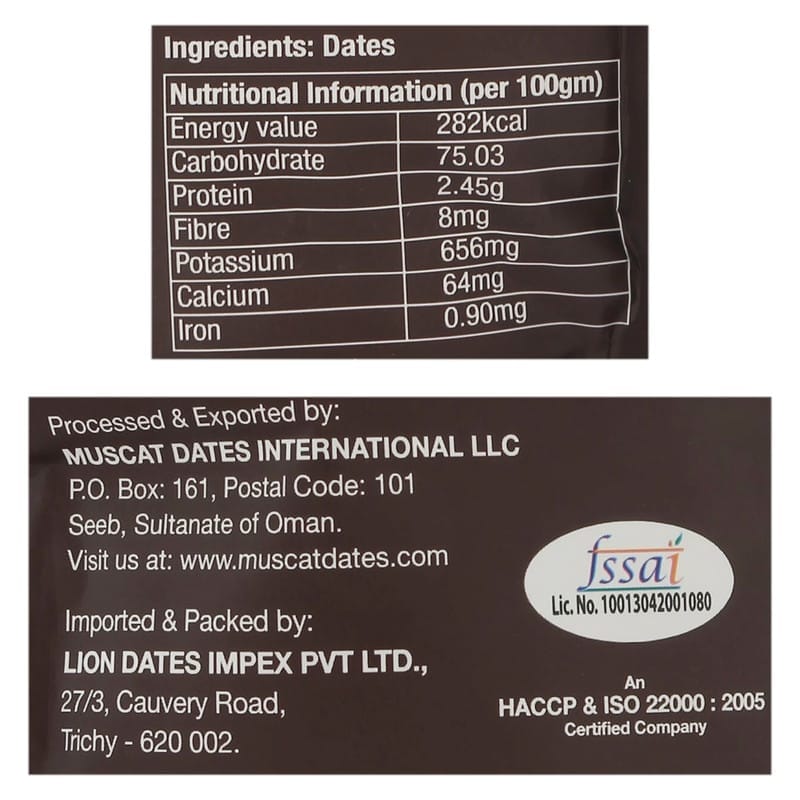 Ingredients: Dates
Nutritional Information (per 100gm)
Energy value 282kcal
Carbohydrate 75.03
Protein 2.45g
Fibre 8mg
Potassium 656mg
Calcium 64mg
Iron 0.90mg
Processed & Exported by:
MUSCAT DATES INTERNATIONAL LLC
P.O. Box: 161, Postal Code: 101
Seeb, Sultanate of Oman.
Visit us at: www.muscatdates.com
Imported & Packed by:
LION DATES IMPEX PVT LTD.,
27/3, Cauvery Road,
Trichy - 620 002.
fssai
Lic. No. 10013042001080
An
HACCP & ISO 22000 : 2005
Certified Company